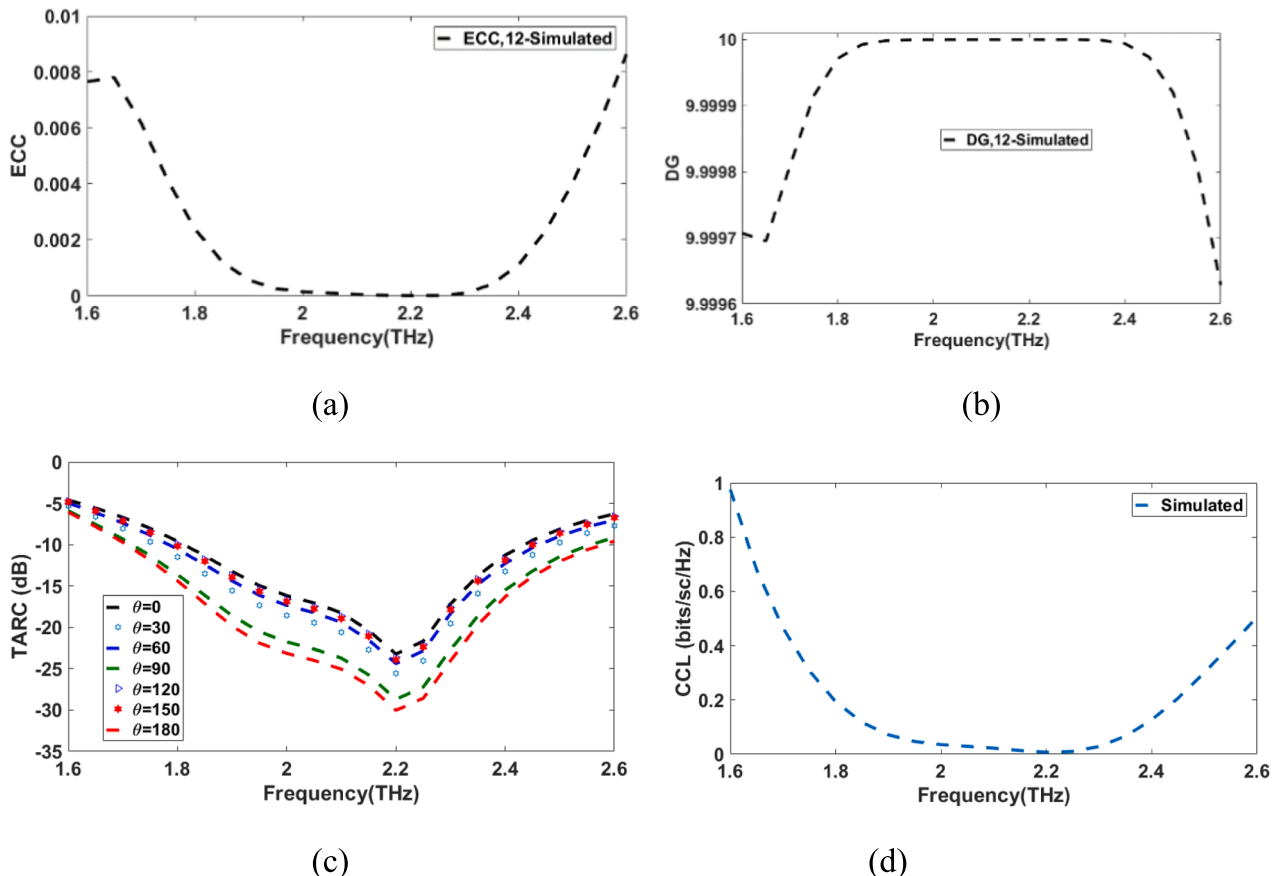 0.01
0.008
0.006
0.004
0.002
0
ECC
ECC,12-Simulated
1.6 1.8 2 2.2 2.4 2.6
Frequency(THz)
(a)
10
9.9999
9.9998
9.9997
9.9996
DG
DG,12-Simulated
1.6 1.8 2 2.2 2.4 2.6
Frequency(THz)
(b)
0
-5
-10
-15
-20
-25
-30
-35
TARC (dB)
θ=0
θ=30
θ=60
θ=90
θ=120
θ=150
θ=180
1.6 1.8 2 2.2 2.4 2.6
Frequency(THz)
(c)
1
0.8
0.6
0.4
0.2
0
CCL (bits/sc/Hz)
Simulated
1.6 1.8 2 2.2 2.4 2.6
Frequency(THz)
(d)